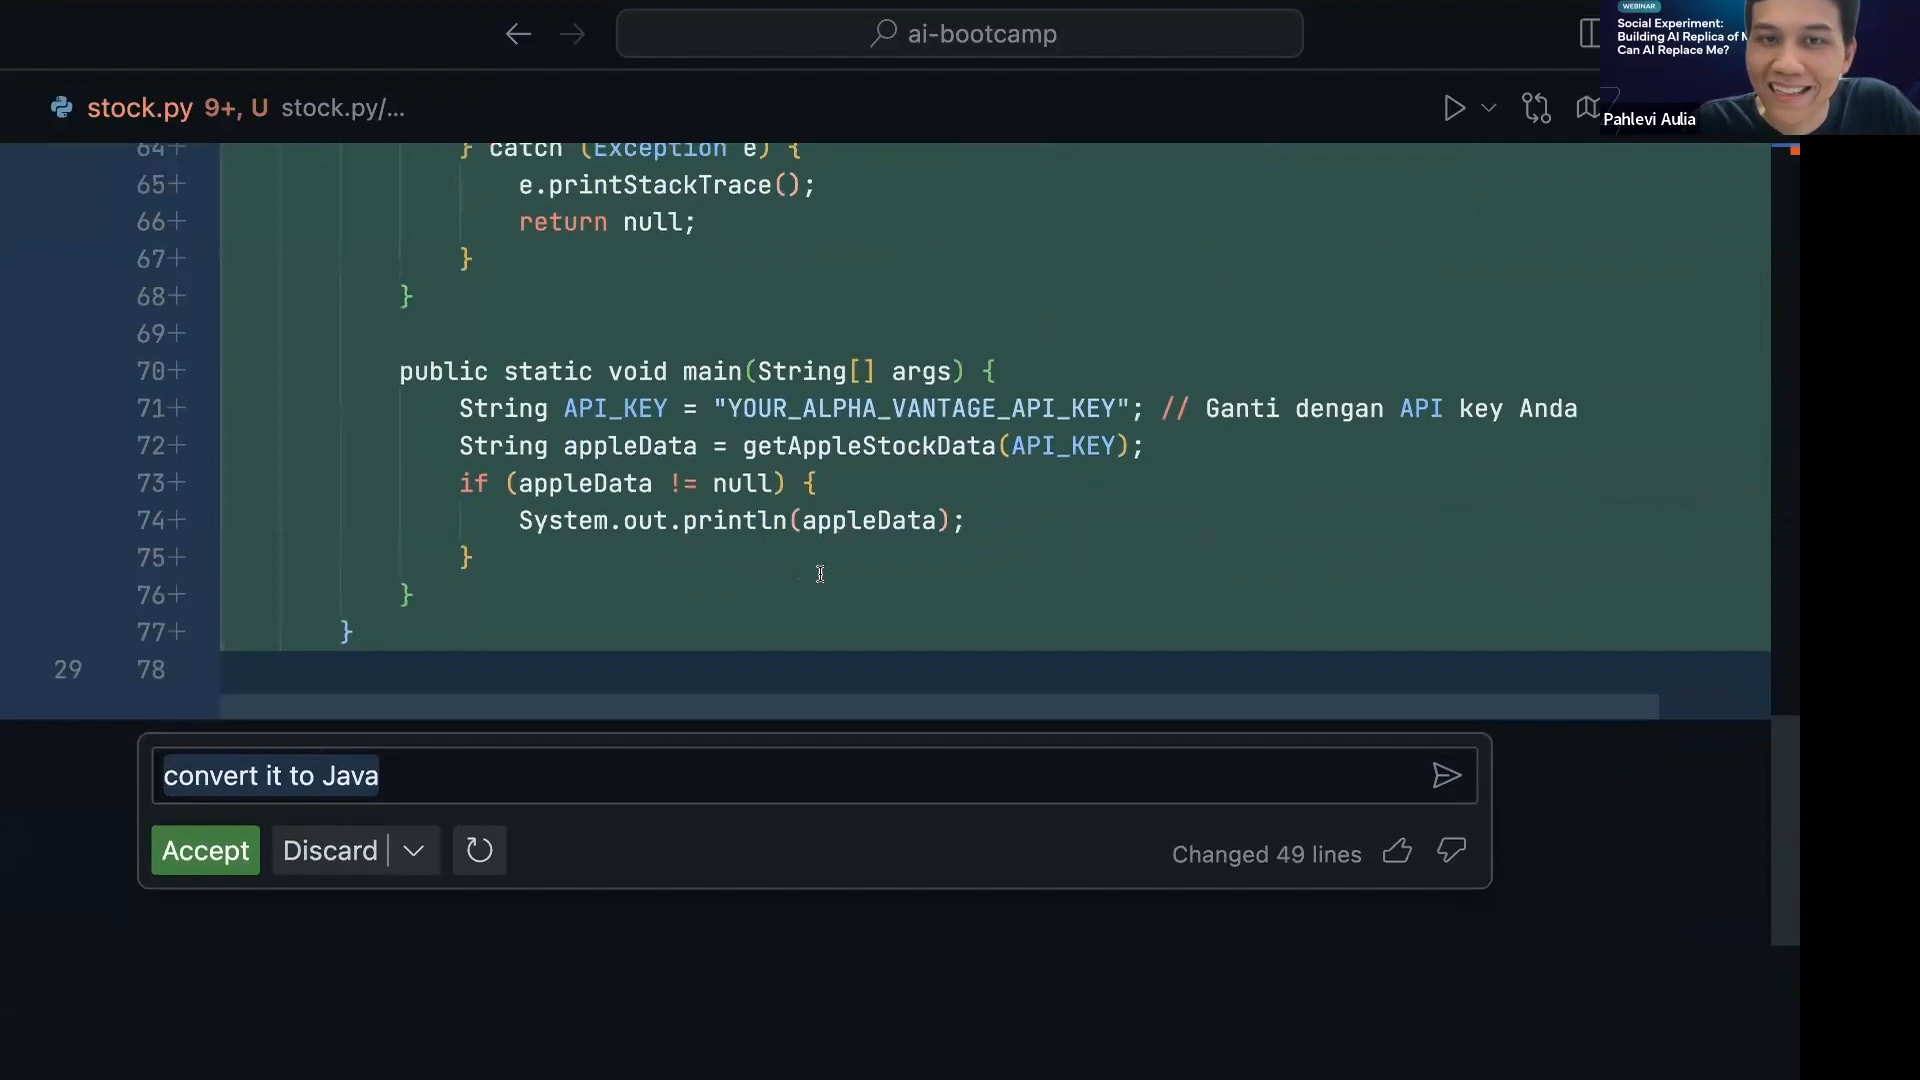 ai-bootcamp
WEBINAR
Social Experiment:
Building AI Replica of M
Can AI Replace Me?
Pahlevi Aulia
stock.py 9+, U stock.py/...
64+ } catch (Exception e) {
65+ e.printStackTrace();
66+ return null;
67+ }
68+ }
69+
70+ public static void main(String[] args) {
71+ String API_KEY = "YOUR_ALPHA_VANTAGE_API_KEY"; // Ganti dengan API key Anda
72+ String appleData = getAppleStockData(API_KEY);
73+ if (appleData != null) {
74+ System.out.println(appleData);
75+ }
76+ }
77+ }
29 78
convert it to Java
Accept Discard Changed 49 lines